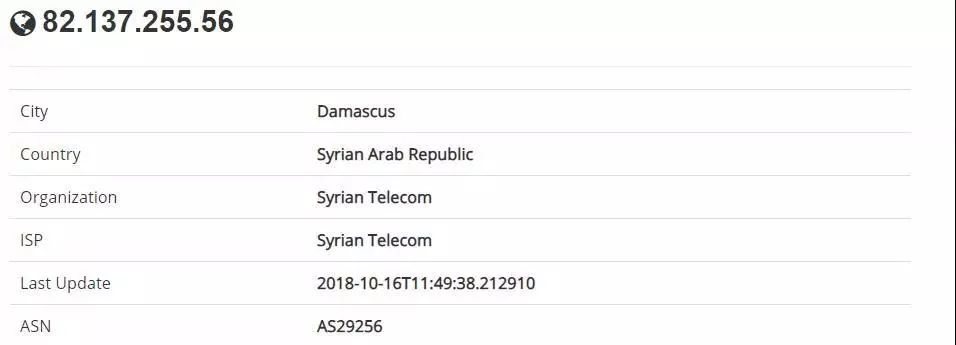 82.137.255.56
City Damascus
Country Syrian Arab Republic
Organization Syrian Telecom
ISP Syrian Telecom
Last Update 2018-10-16T11:49:38.212910
ASN AS29256